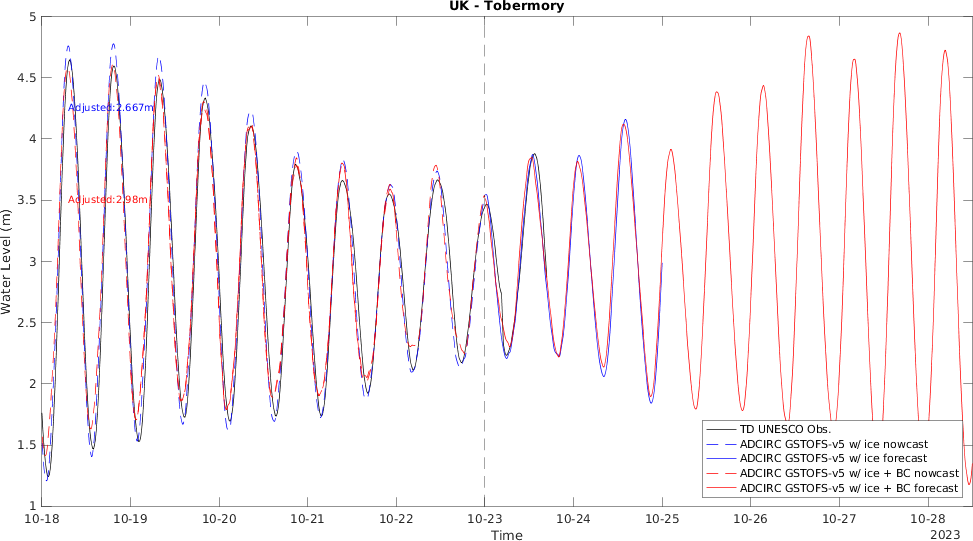 UK - Tobermory
5
4.5
4
3.5
3
2.5
2
1.5
1
Water Level (m)
Adjusted:2.667m
Adjusted:2.98m
TD UNESCO Obs.
ADCIRC GSTOFS-v5 w/ ice nowcast
ADCIRC GSTOFS-v5 w/ ice forecast
ADCIRC GSTOFS-v5 w/ ice + BC nowcast
ADCIRC GSTOFS-v5 w/ ice + BC forecast
10-18 10-19 10-20 10-21 10-22 10-23 10-24 10-25 10-26 10-27 10-28
Time
2023